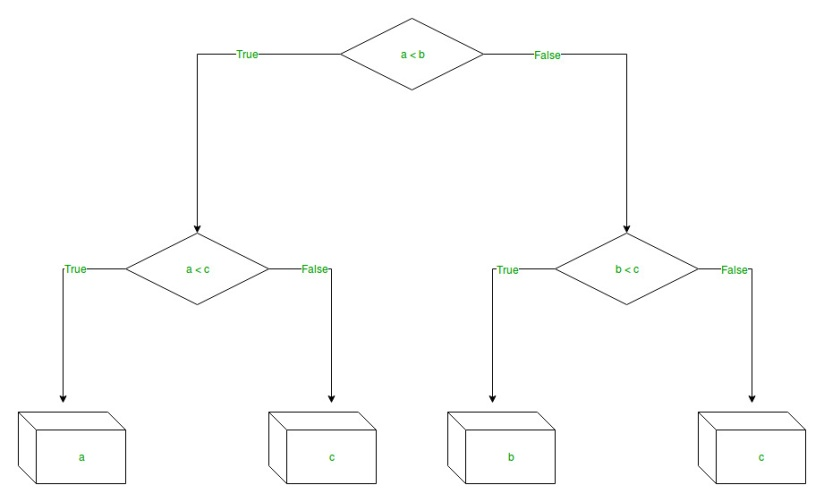 True
a < b
False
True
a < c
False
True
b < c
False
a
c
b
c